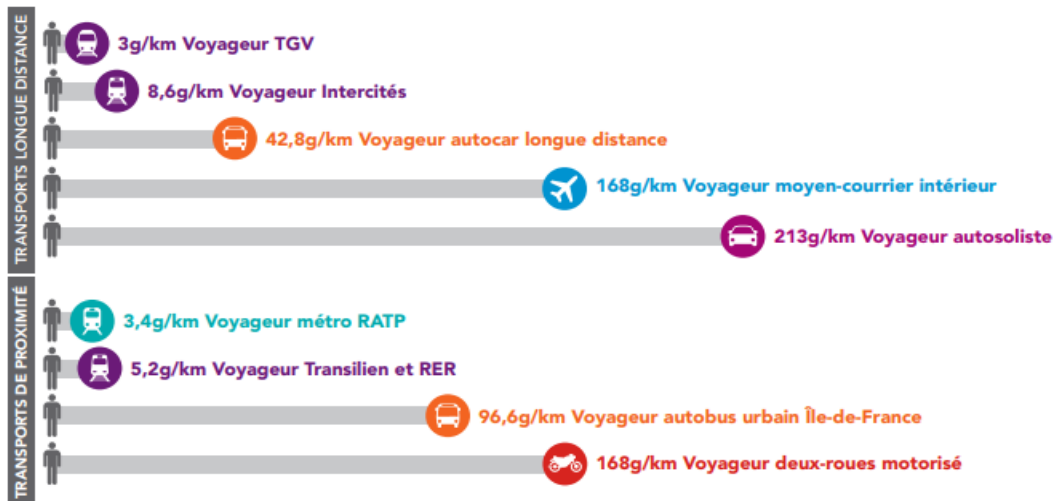 TRANSPORTS LONGUE DISTANCE
3g/km Voyageur TGV
8,6g/km Voyageur Intercités
42,8g/km Voyageur autocar longue distance
168g/km Voyageur moyen-courrier intérieur
213g/km Voyageur autosoliste
TRANSPORTS DE PROXIMITÉ
3,4g/km Voyageur métro RATP
5,2g/km Voyageur Transilien et RER
96,6g/km Voyageur autobus urbain Île-de-France
168g/km Voyageur deux-roues motorisé